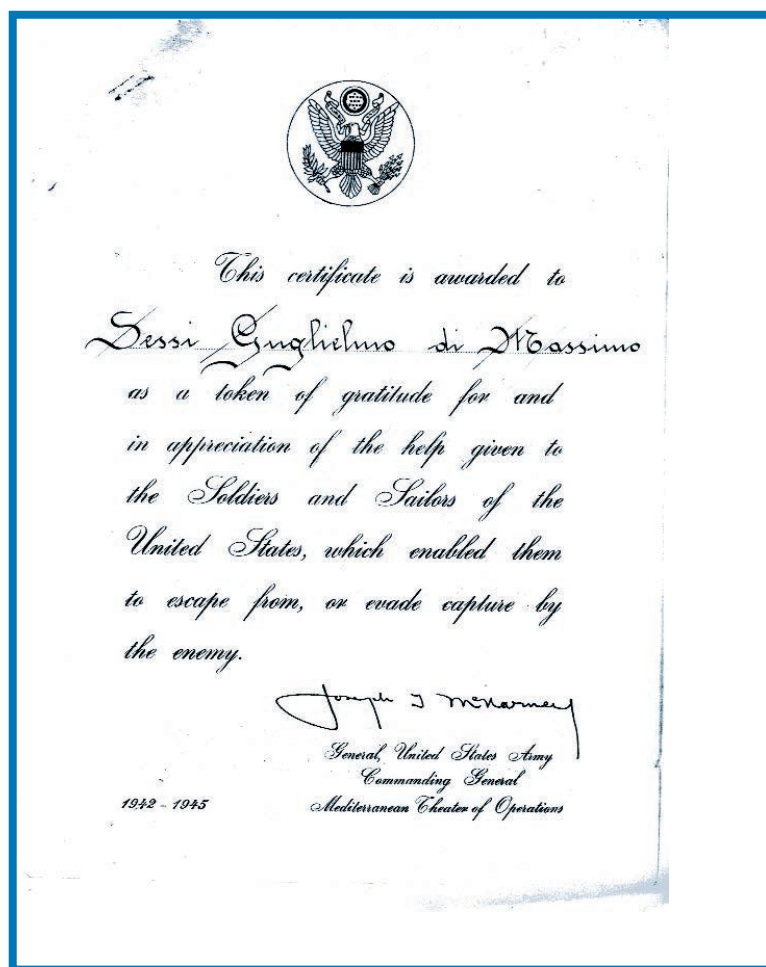 This certificate is awarded to
Sessi Guglielmo di Massimo
as a token of gratitude for and
in appreciation of the help given to
the Soldiers and Sailors of the
United States, which enabled them
to escape from, or evade capture by
the enemy.
Joseph T McNarney
General, United States Army
Commanding General
1942 - 1945
Mediterranean Theater of Operations